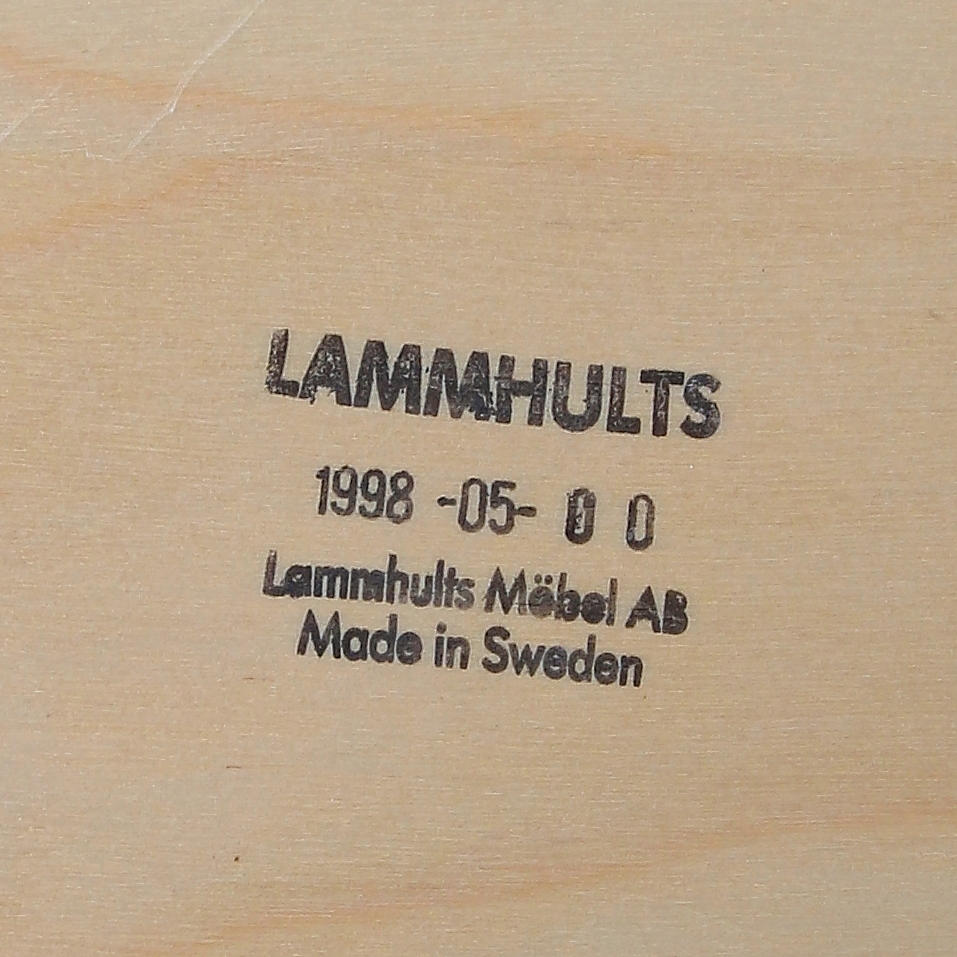 LAMMHULTS
1998 -05- 0 0
Lammhults Möbel AB
Made in Sweden